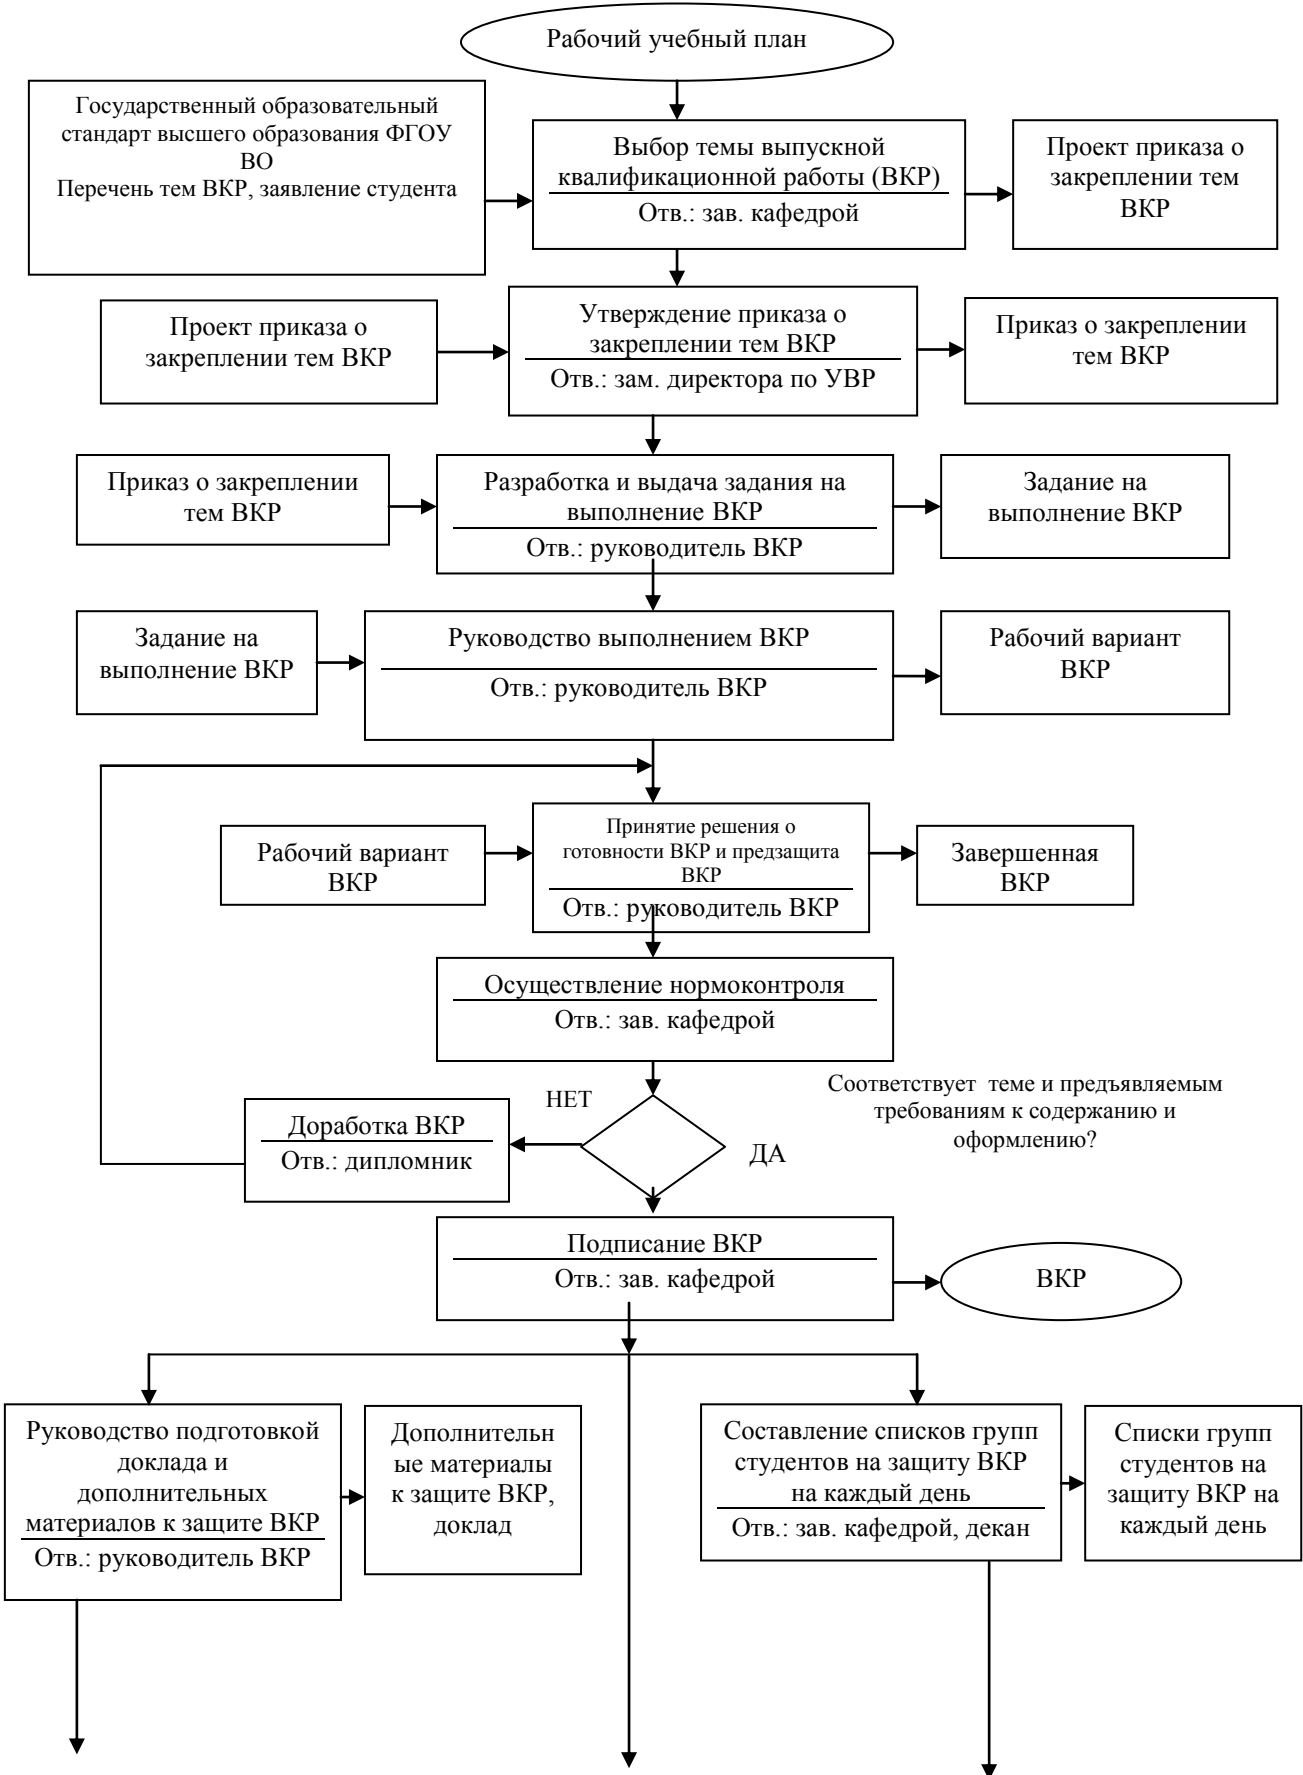 Рабочий учебный план
Государственный образовательный
стандарт высшего образования ФГОУ
ВО
Перечень тем ВКР, заявление студента
Выбор темы выпускной
квалификационной работы (ВКР)
Отв.: зав. кафедрой
Проект приказа о
закреплении тем
ВКР
Проект приказа о
закреплении тем ВКР
Утверждение приказа о
закреплении тем ВКР
Отв.: зам. директора по УВР
Приказ о закреплении
тем ВКР
Приказ о закреплении
тем ВКР
Разработка и выдача задания на
выполнение ВКР
Отв.: руководитель ВКР
Задание на
выполнение ВКР
Задание на
выполнение ВКР
Руководство выполнением ВКР
Отв.: руководитель ВКР
Рабочий вариант
ВКР
Рабочий вариант
ВКР
Принятие решения о
готовности ВКР и предзащита
ВКР
Отв.: руководитель ВКР
Завершенная
ВКР
Осуществление нормоконтроля
Отв.: зав. кафедрой
Соответствует теме и предъявляемым
требованиям к содержанию и
оформлению?
НЕТ
ДА
Доработка ВКР
Отв.: дипломник
Подписание ВКР
Отв.: зав. кафедрой
ВКР
Руководство подготовкой
доклада и
дополнительных
материалов к защите ВКР
Отв.: руководитель ВКР
Дополнительн
ые материалы
к защите ВКР,
доклад
Составление списков групп
студентов на защиту ВКР
на каждый день
Отв.: зав. кафедрой, декан
Списки групп
студентов на
защиту ВКР на
каждый день